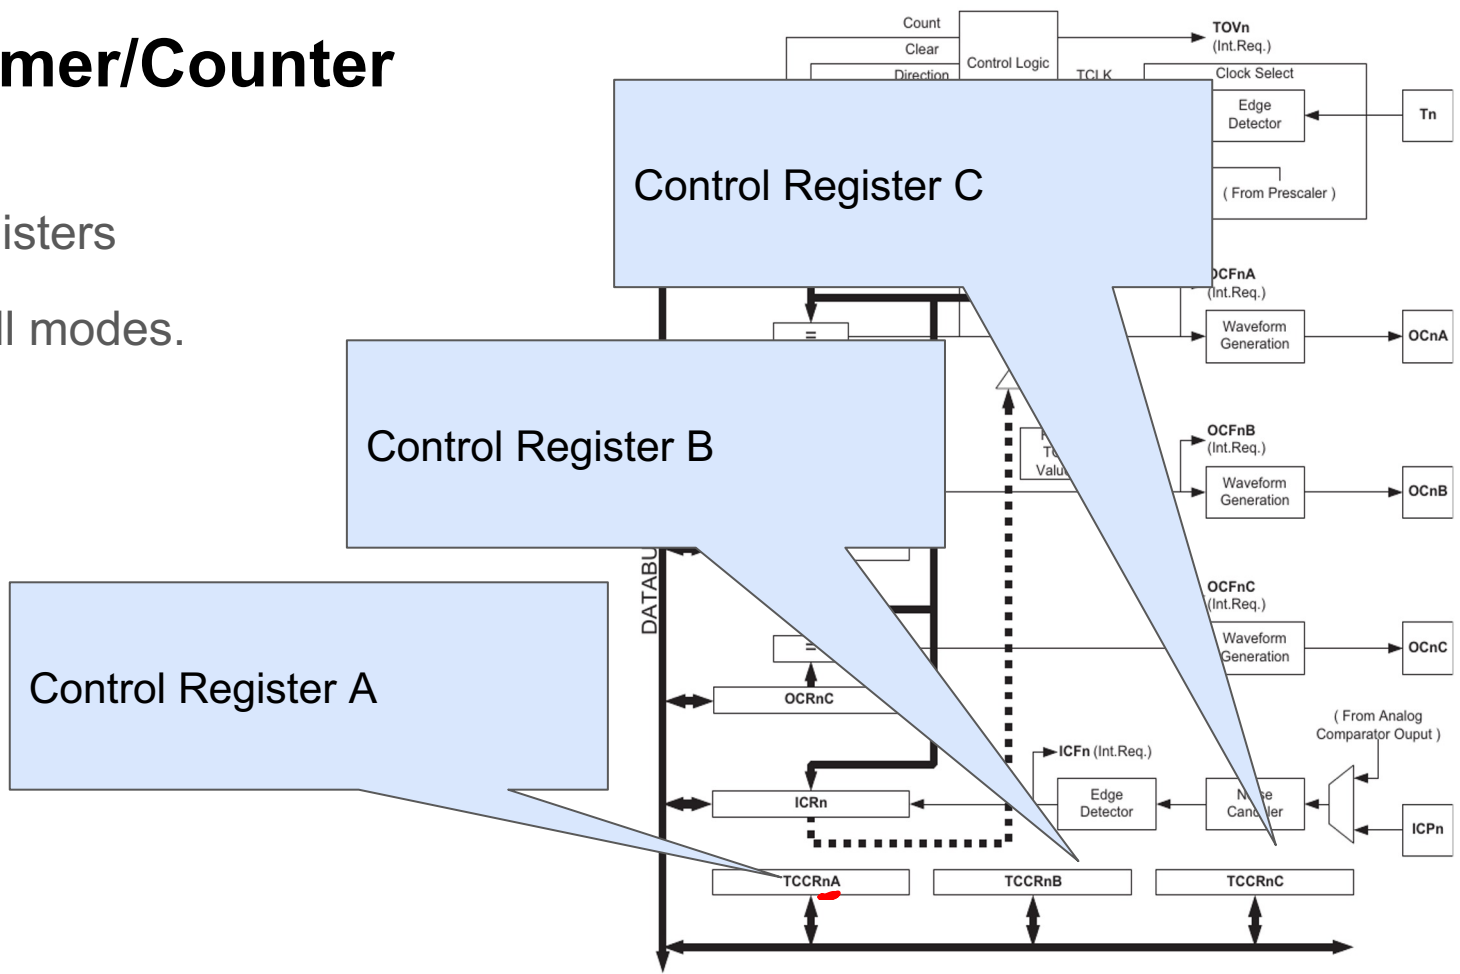 mer/Counter
isters
ll modes.
Control Register C
Control Register B
Control Register A
Count
Clear
Direction
Control Logic
TCLK
TOVn
(Int.Req.)
Clock Select
Edge
Detector
Tn
( From Prescaler )
OCFnA
(Int.Req.)
=
Waveform
Generation
OCnA
Valu
OCFnB
(Int.Req.)
Waveform
Generation
OCnB
DATABU
OCFnC
(Int.Req.)
=
Waveform
Generation
OCnC
OCRnC
( From Analog
Comparator Ouput )
ICFn (Int.Req.)
ICRn
Edge
Detector
ICPn
TCCRnA
TCCRnB
TCCRnC